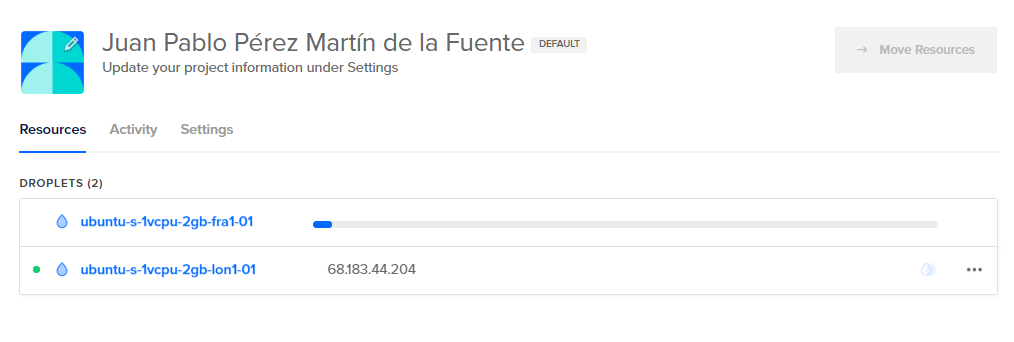 Juan Pablo Pérez Martín de la Fuente DEFAULT
Update your project information under Settings
→ Move Resources
Resources Activity Settings
DROPLETS (2)
ubuntu-s-1vcpu-2gb-fra1-01
ubuntu-s-1vcpu-2gb-lon1-01 68.183.44.204